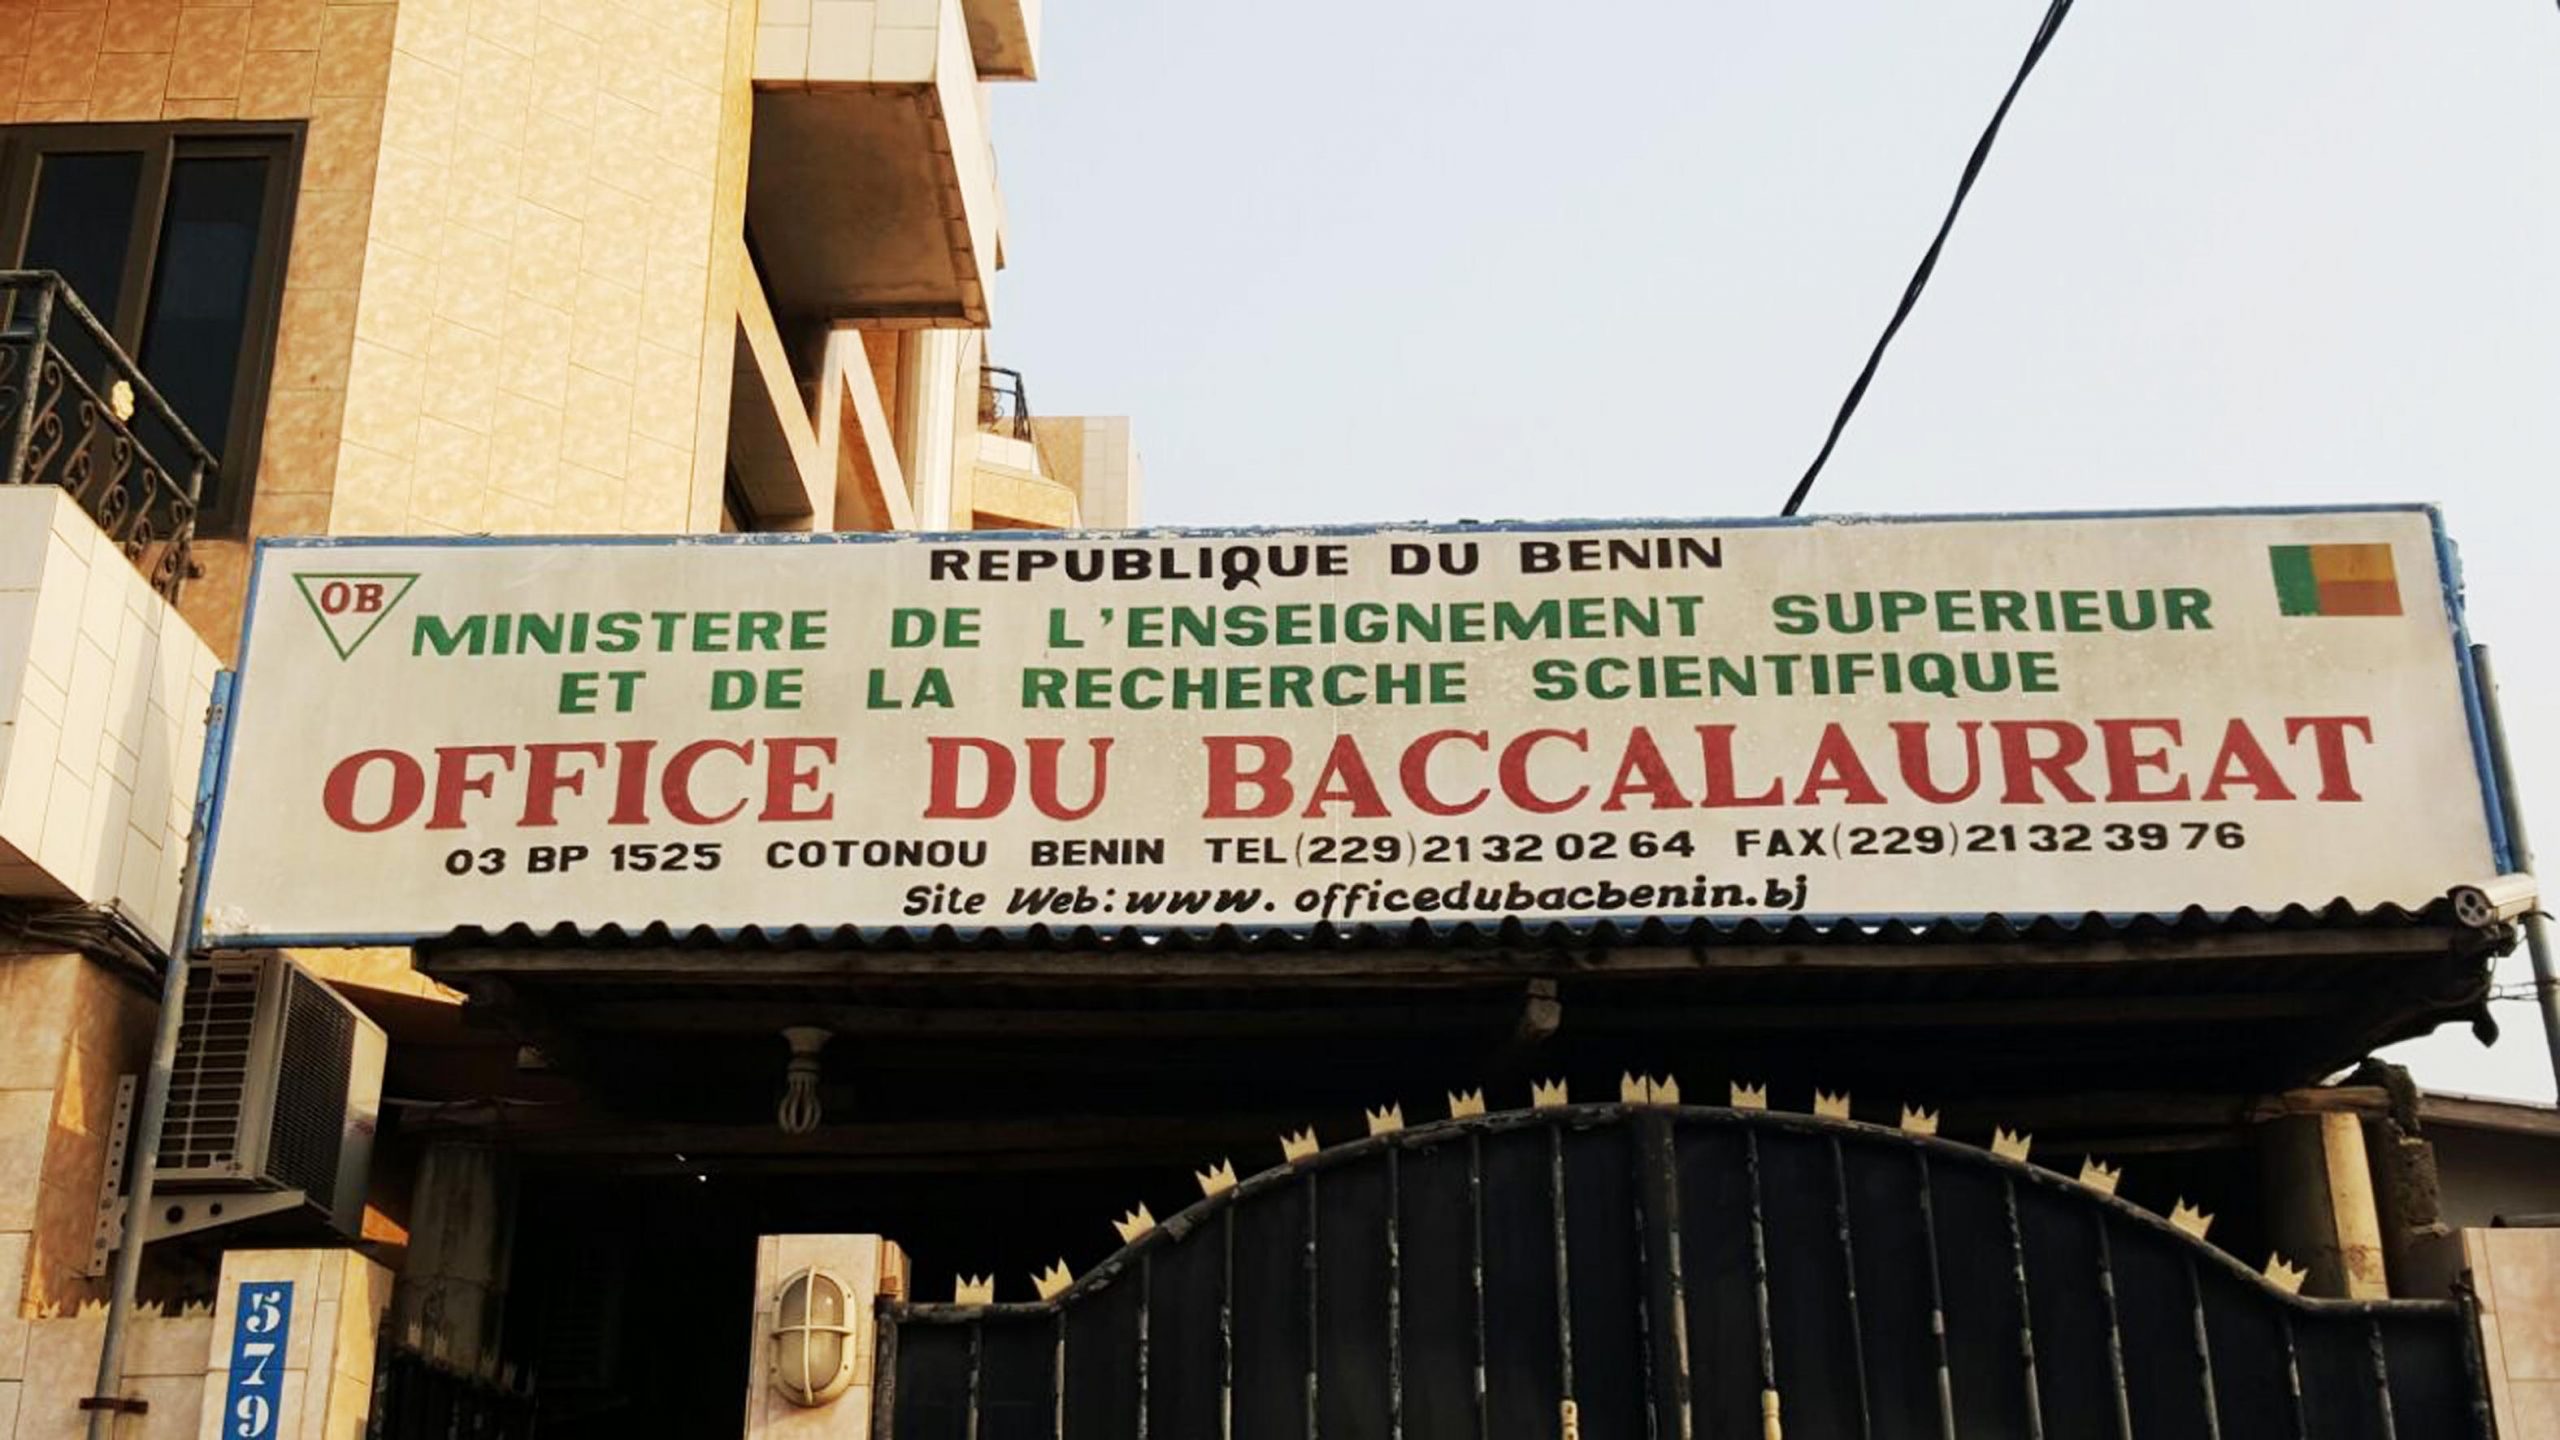 REPUBLIQUE DU BENIN
OB
MINISTERE DE L'ENSEIGNEMENT SUPERIEUR
ET DE LA RECHERCHE SCIENTIFIQUE
OFFICE DU BACCALAUREAT
03 BP 1525 COTONOU BENIN TEL(229)21 32 02 64 FAX(229)21 32 39 76
Site Web: www. officedubacbenin.bj
579